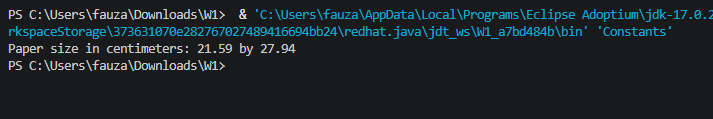 PS C:\Users\fauza\Downloads\W1>  & 'C:\Users\fauza\AppData\Local\Programs\Eclipse Adoptium\jdk-17.0.2
rkspaceStorage\373631070e282767027489416694bb24\redhat.java\jdt_ws\W1_a7bd484b\bin' 'Constants'
Paper size in centimeters: 21.59 by 27.94
PS C:\Users\fauza\Downloads\W1>